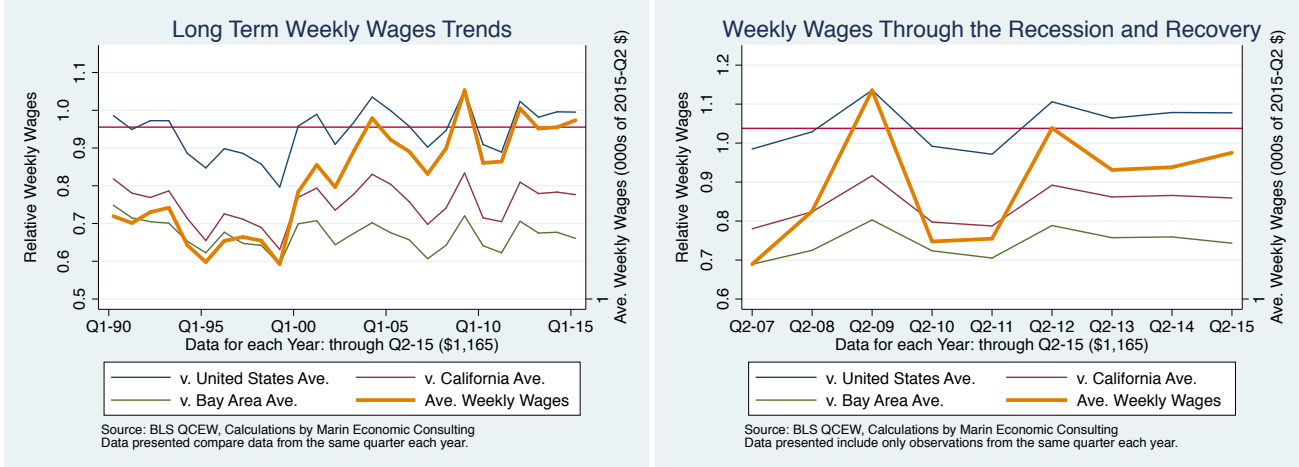 Long Term Weekly Wages Trends
Relative Weekly Wages
0.5 0.6 0.7 0.8 0.9 1.0 1.1
1
Ave. Weekly Wages (000s of 2015-Q2 $)
Q1-90 Q1-95 Q1-00 Q1-05 Q1-10 Q1-15
Data for each Year: through Q2-15 ($1,165)
v. United States Ave. v. California Ave.
v. Bay Area Ave. Ave. Weekly Wages
Source: BLS QCEW, Calculations by Marin Economic Consulting
Data presented compare data from the same quarter each year.
Weekly Wages Through the Recession and Recovery
Relative Weekly Wages
0.6 0.7 0.8 0.9 1.0 1.1 1.2
1
Ave. Weekly Wages (000s of 2015-Q2 $)
Q2-07 Q2-08 Q2-09 Q2-10 Q2-11 Q2-12 Q2-13 Q2-14 Q2-15
Data for each Year: through Q2-15 ($1,165)
v. United States Ave. v. California Ave.
v. Bay Area Ave. Ave. Weekly Wages
Source: BLS QCEW, Calculations by Marin Economic Consulting
Data presented include only observations from the same quarter each year.